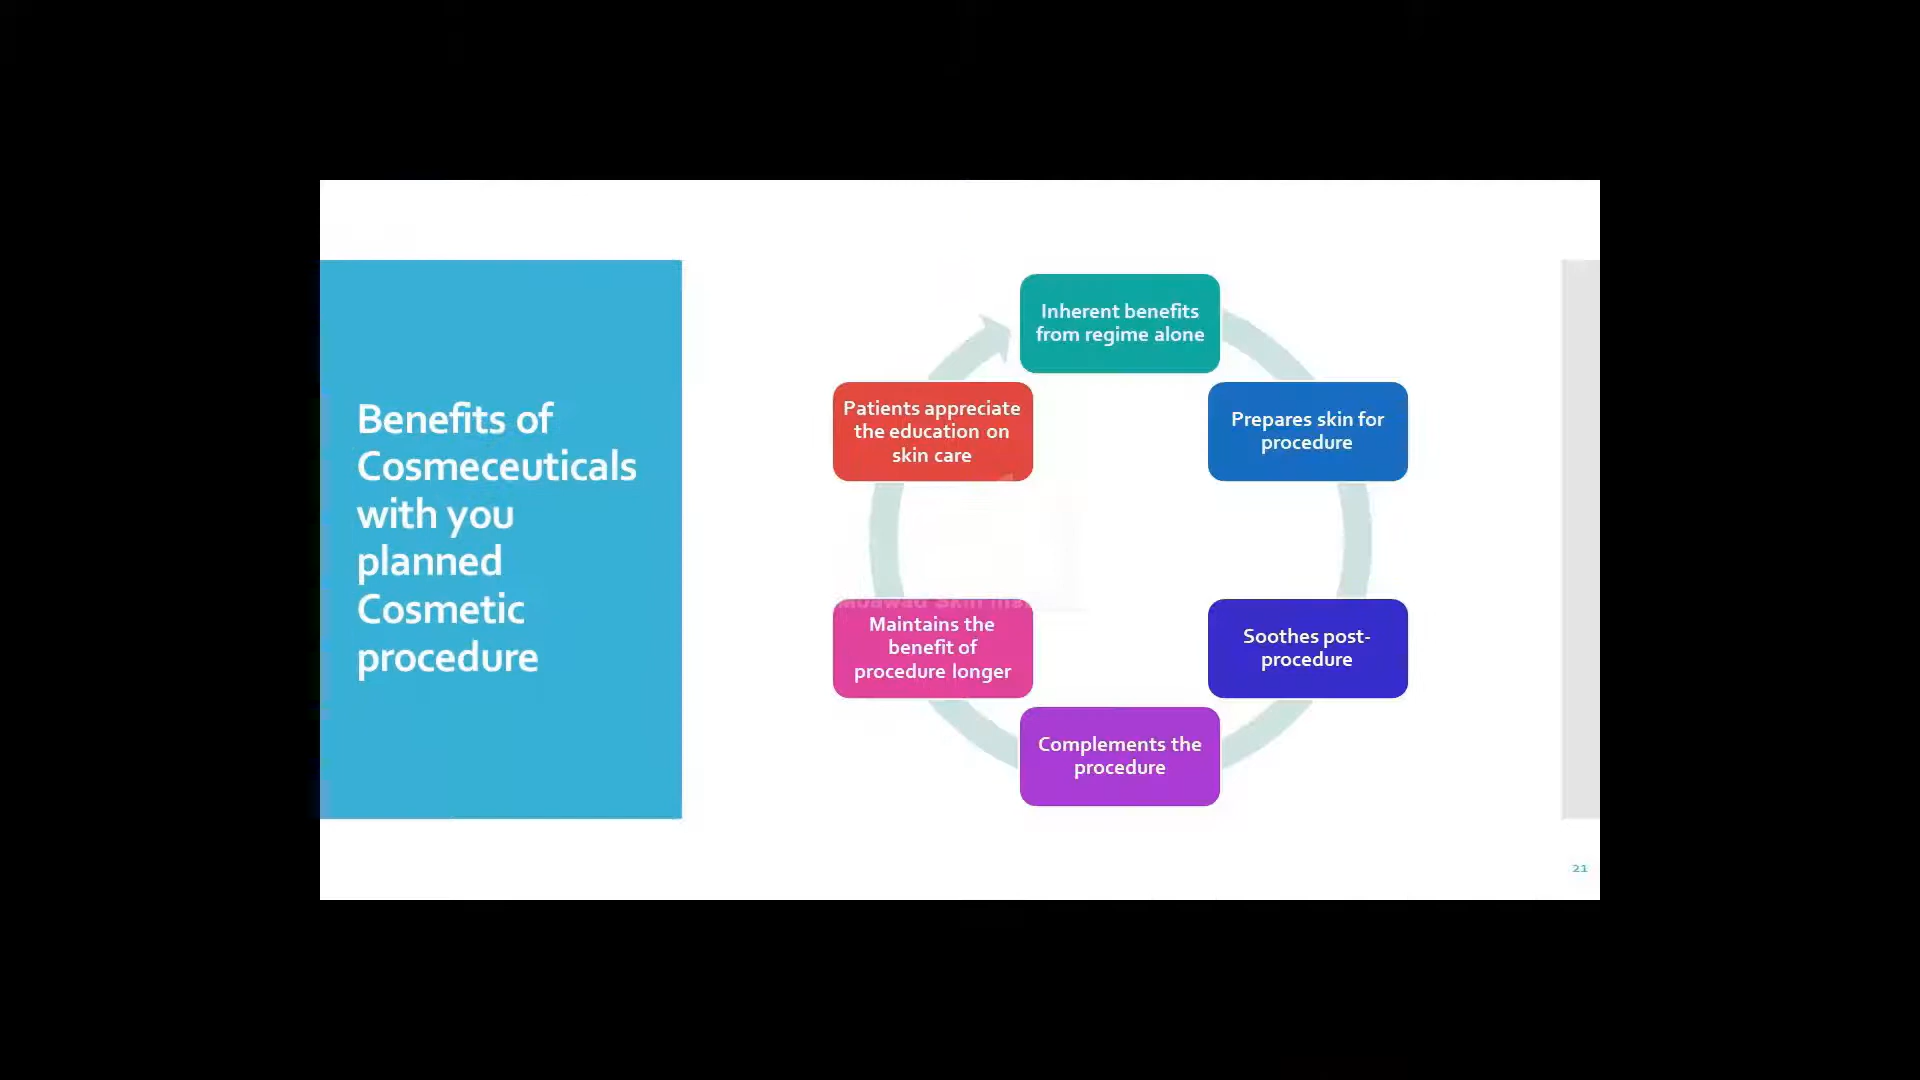 Benefits of
Cosmeceuticals
with you
planned
Cosmetic
procedure
Inherent benefits
from regime alone
Prepares skin for
procedure
Soothes post-
procedure
Complements the
procedure
Maintains the
benefit of
procedure longer
Patients appreciate
the education on
skin care
21